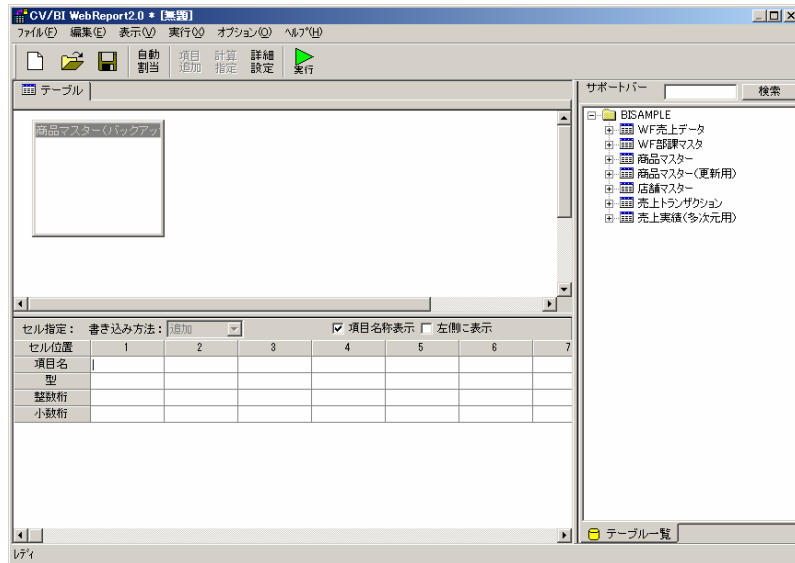 CV/BI WebReport2.0 * [無題]
ファイル(F) 編集(E) 表示(V) 実行(X) オプション(O) ヘルプ(H)
自動割当 項目追加 計算指定 詳細設定 実行
テーブル
商品マスター(バックアッ
セル指定： 書き込み方法： 追加 項目名称表示 左側に表示
セル位置 1 2 3 4 5 6 7
項目名
型
整数桁
小数桁
サポートバー 検索
BISAMPLE
WF売上データ
WF部課マスタ
商品マスター
商品マスター(更新用)
店舗マスター
売上トランザクション
売上実績(多次元用)
テーブル一覧
レディ